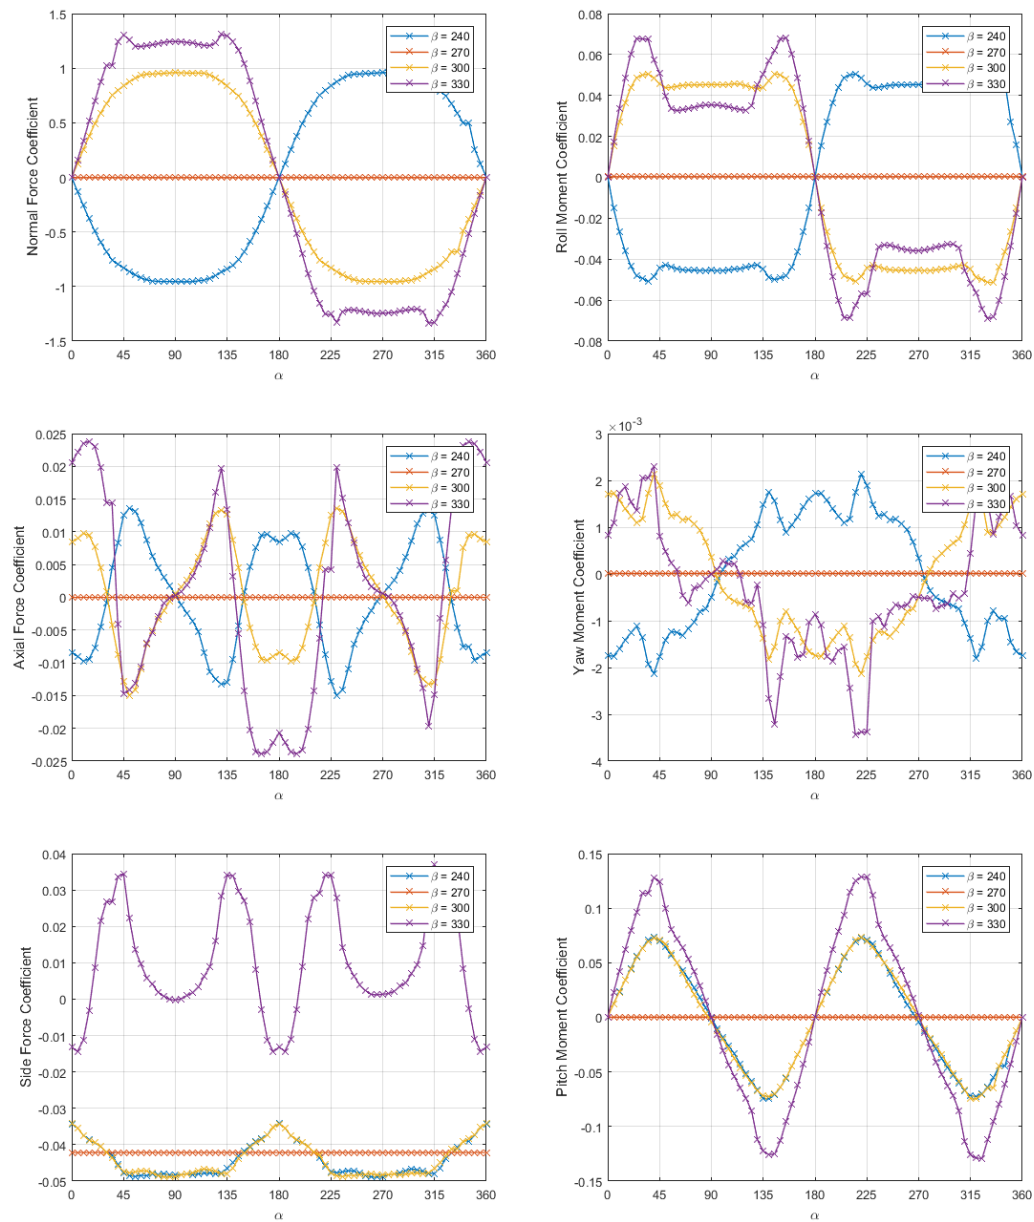 1.5
1
0.5
0
-0.5
-1
-1.5
Normal Force Coefficient
0 45 90 135 180 225 270 315 360
α
β = 240
β = 270
β = 300
β = 330
0.08
0.06
0.04
0.02
0
-0.02
-0.04
-0.06
-0.08
Roll Moment Coefficient
0 45 90 135 180 225 270 315 360
α
β = 240
β = 270
β = 300
β = 330
0.025
0.02
0.015
0.01
0.005
0
-0.005
-0.01
-0.015
-0.02
-0.025
Axial Force Coefficient
0 45 90 135 180 225 270 315 360
α
β = 240
β = 270
β = 300
β = 330
×10⁻³
3
2
1
0
-1
-2
-3
-4
Yaw Moment Coefficient
0 45 90 135 180 225 270 315 360
α
β = 240
β = 270
β = 300
β = 330
0.04
0.03
0.02
0.01
0
-0.01
-0.02
-0.03
-0.04
-0.05
Side Force Coefficient
0 45 90 135 180 225 270 315 360
α
β = 240
β = 270
β = 300
β = 330
0.15
0.1
0.05
0
-0.05
-0.1
-0.15
Pitch Moment Coefficient
0 45 90 135 180 225 270 315 360
α
β = 240
β = 270
β = 300
β = 330